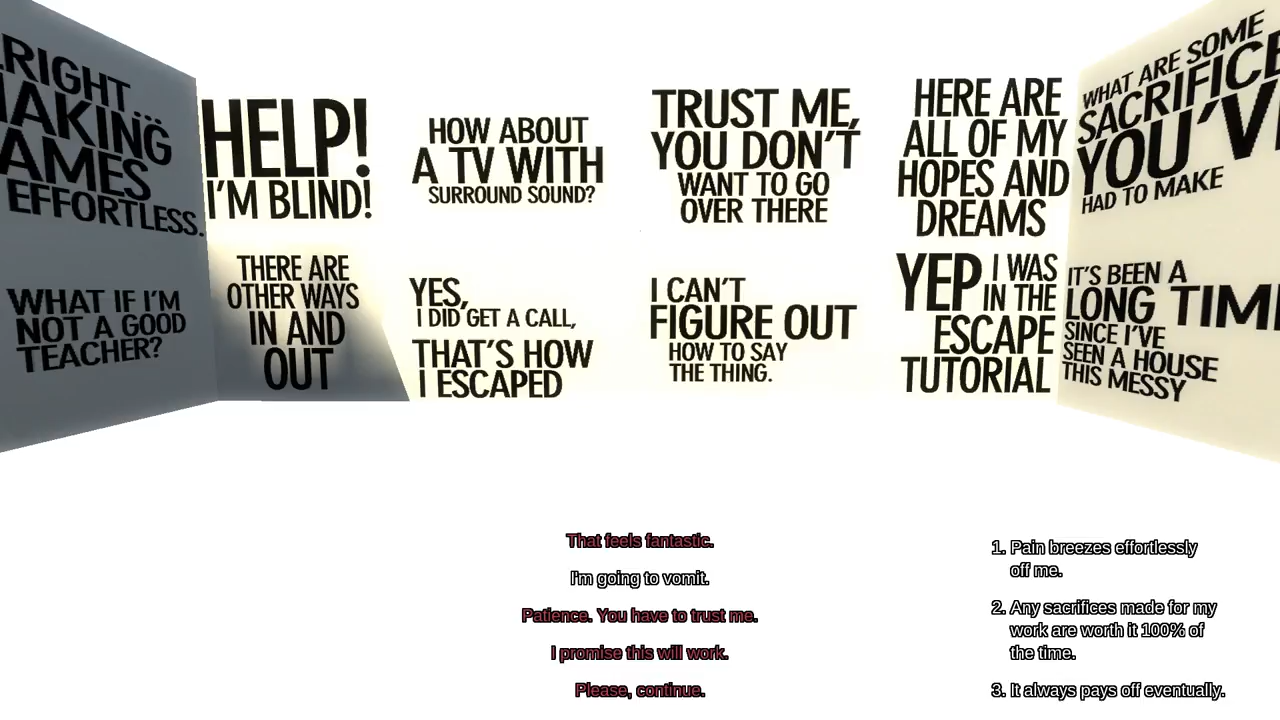 RIGHT...
MAKING
GAMES
EFFORTLESS.
WHAT IF I'M
NOT A GOOD
TEACHER?
HELP!
I'M BLIND!
THERE ARE
OTHER WAYS
IN AND
OUT
HOW ABOUT
A TV WITH
SURROUND SOUND?
YES,
I DID GET A CALL,
THAT'S HOW
I ESCAPED
TRUST ME,
YOU DON'T
WANT TO GO
OVER THERE
I CAN'T
FIGURE OUT
HOW TO SAY
THE THING.
HERE ARE
ALL OF MY
HOPES AND
DREAMS
YEP I WAS
IN THE
ESCAPE
TUTORIAL
WHAT ARE SOME
SACRIFICE
YOU'V
HAD TO MAKE
IT'S BEEN A
LONG TIM
SINCE I'VE
SEEN A HOUSE
THIS MESSY
That feels fantastic.
I'm going to vomit.
Patience. You have to trust me.
I promise this will work.
Please, continue.
1. Pain breezes effortlessly
off me.
2. Any sacrifices made for my
work are worth it 100% of
the time.
3. It always pays off eventually.